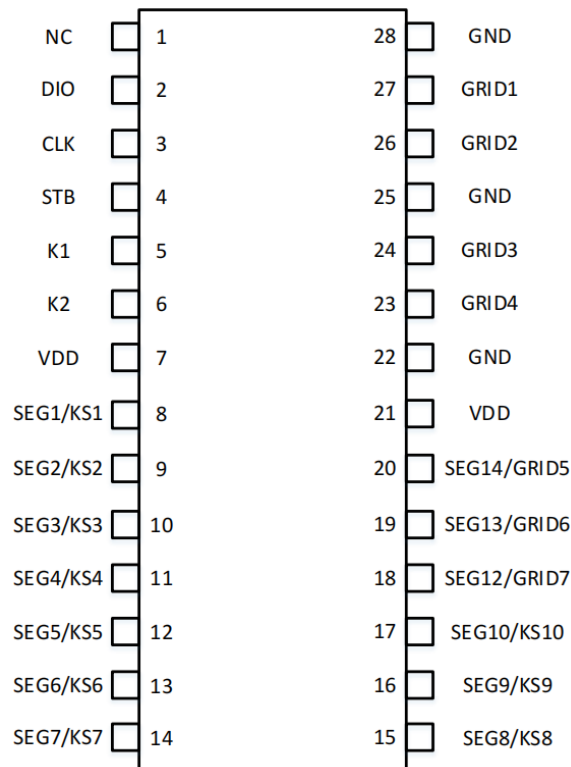 NC 1 28 GND
DIO 2 27 GRID1
CLK 3 26 GRID2
STB 4 25 GND
K1 5 24 GRID3
K2 6 23 GRID4
VDD 7 22 GND
SEG1/KS1 8 21 VDD
SEG2/KS2 9 20 SEG14/GRID5
SEG3/KS3 10 19 SEG13/GRID6
SEG4/KS4 11 18 SEG12/GRID7
SEG5/KS5 12 17 SEG10/KS10
SEG6/KS6 13 16 SEG9/KS9
SEG7/KS7 14 15 SEG8/KS8